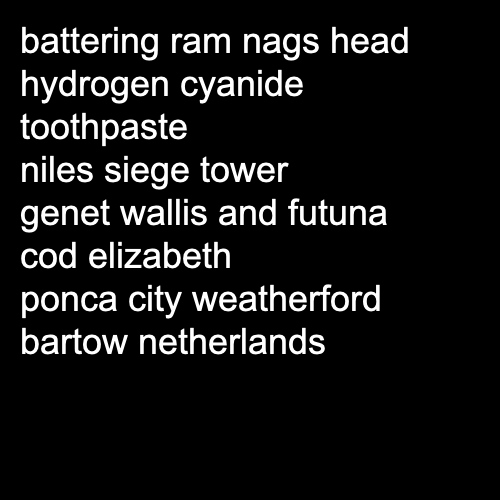 battering ram nags head
hydrogen cyanide
toothpaste
niles siege tower
genet wallis and futuna
cod elizabeth
ponca city weatherford
bartow netherlands